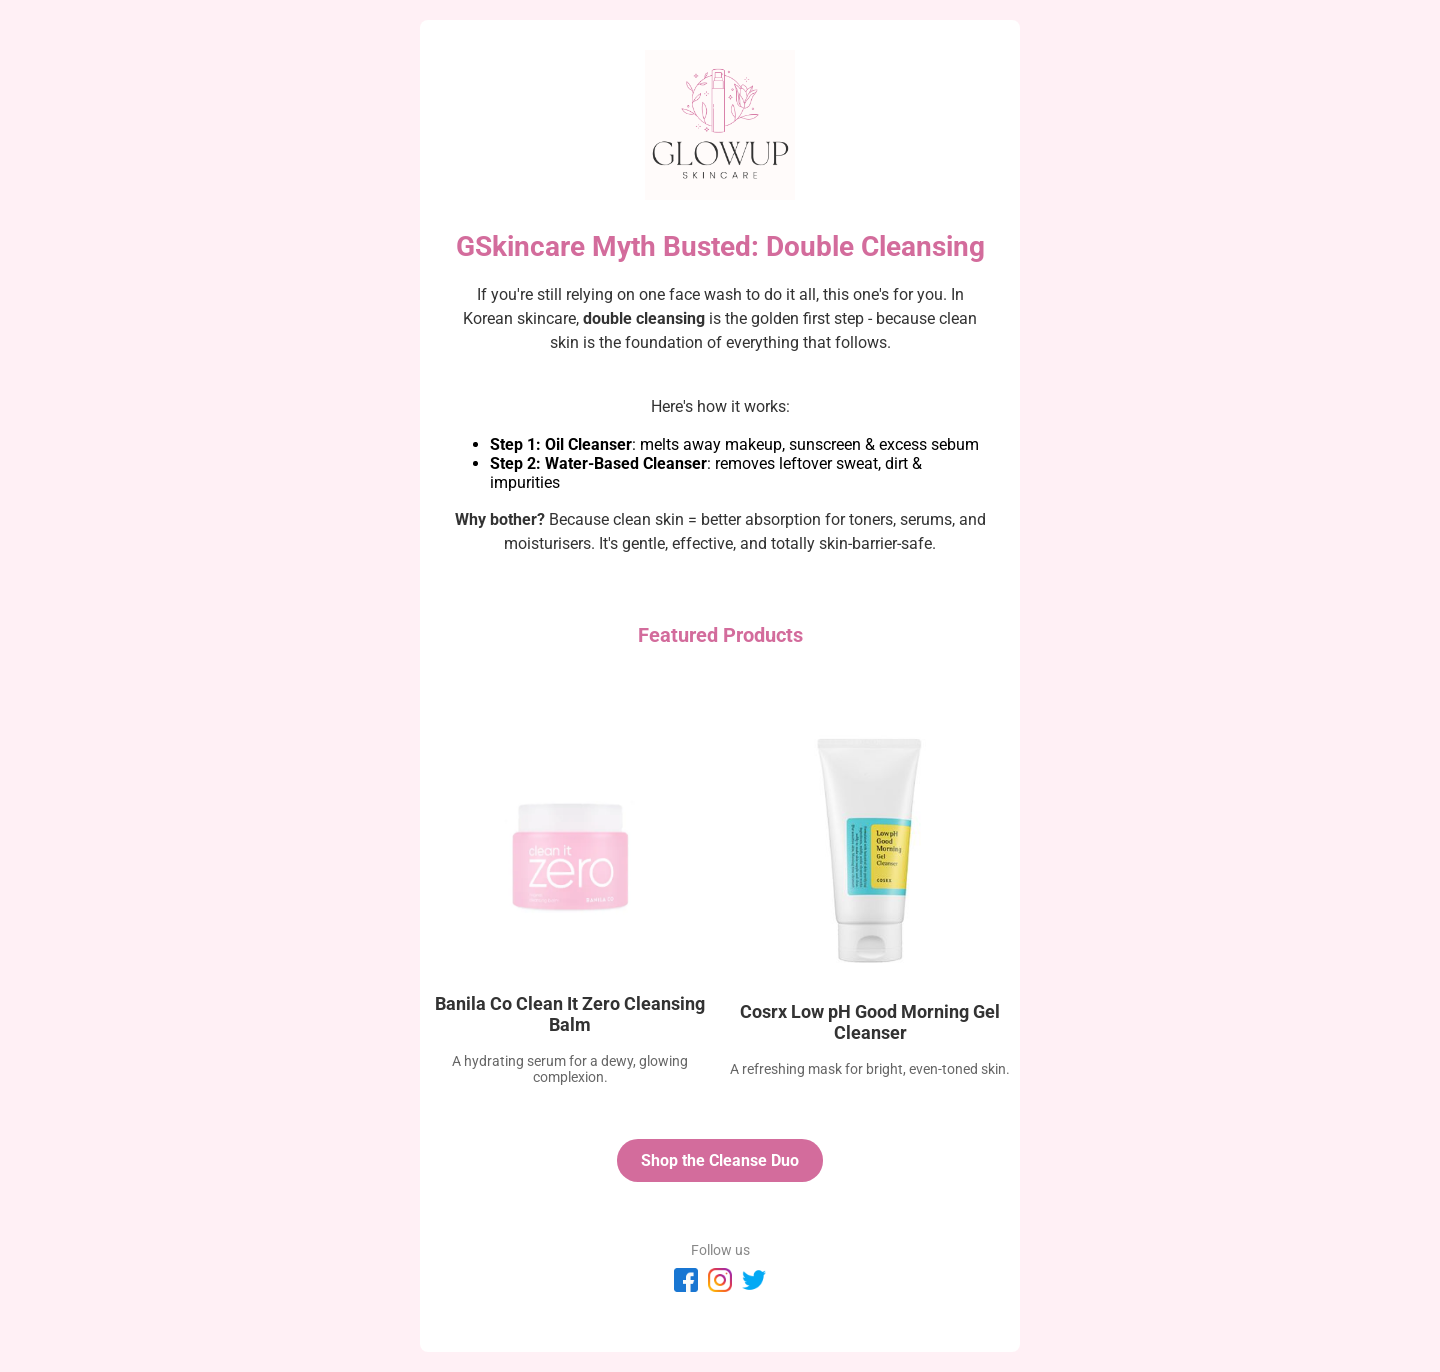 GLOWUP
SKINCARE
GSkincare Myth Busted: Double Cleansing
If you're still relying on one face wash to do it all, this one's for you. In
Korean skincare, double cleansing is the golden first step - because clean
skin is the foundation of everything that follows.
Here's how it works:
• Step 1: Oil Cleanser: melts away makeup, sunscreen & excess sebum
• Step 2: Water-Based Cleanser: removes leftover sweat, dirt &
impurities
Why bother? Because clean skin = better absorption for toners, serums, and
moisturisers. It's gentle, effective, and totally skin-barrier-safe.
Featured Products
clean it
zero
BANILA CO
Low pH
Good
Morning
Gel
Cleanser
COSRX
Banila Co Clean It Zero Cleansing
Balm
A hydrating serum for a dewy, glowing
complexion.
Cosrx Low pH Good Morning Gel
Cleanser
A refreshing mask for bright, even-toned skin.
Shop the Cleanse Duo
Follow us